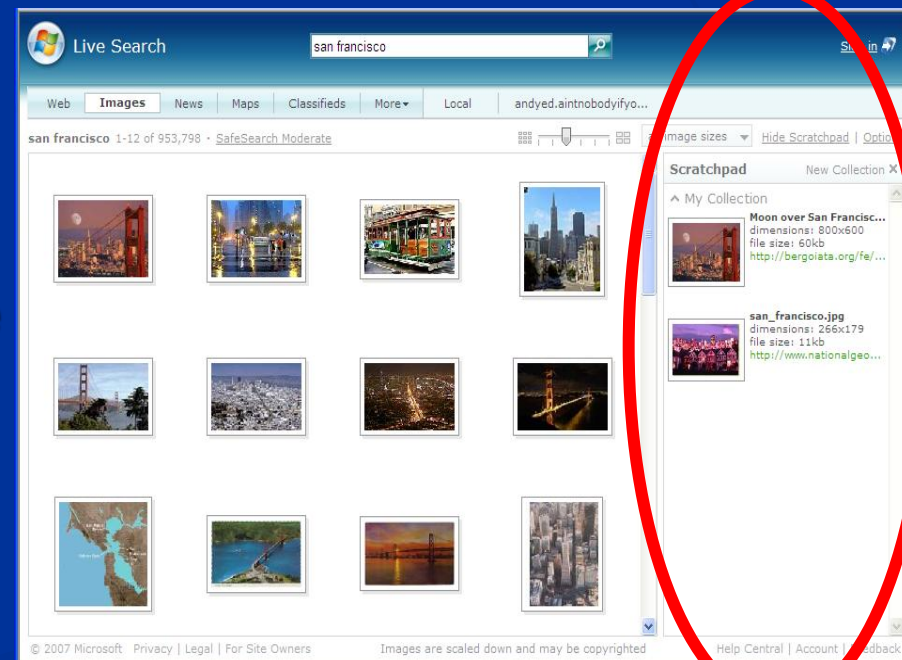 Live Search
san francisco
Sign in
Web Images News Maps Classifieds More Local andyed.aintnobodyifyo...
san francisco 1-12 of 953,798 · SafeSearch Moderate
image sizes Hide Scratchpad |
Scratchpad New Collection X
My Collection
Moon over San Francisc...
dimensions: 800x600
file size: 60kb
http://bergoiata.org/fe/...
san_francisco.jpg
dimensions: 266x179
file size: 11kb
http://www.nationalgeo...
© 2007 Microsoft Privacy | Legal | For Site Owners Images are scaled down and may be copyrighted Help Central | Account |